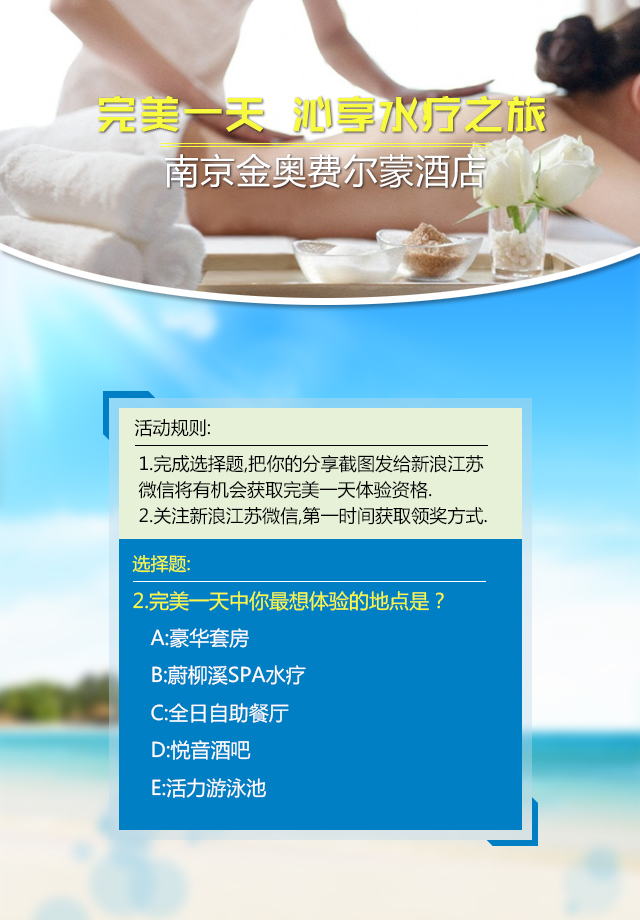 完美一天 沁享水疗之旅
南京金奥费尔蒙酒店
活动规则:
1.完成选择题,把你的分享截图发给新浪江苏
微信将有机会获取完美一天体验资格.
2.关注新浪江苏微信,第一时间获取领奖方式.
选择题:
2.完美一天中你最想体验的地点是？
A:豪华套房
B:蔚柳溪SPA水疗
C:全日自助餐厅
D:悦音酒吧
E:活力游泳池